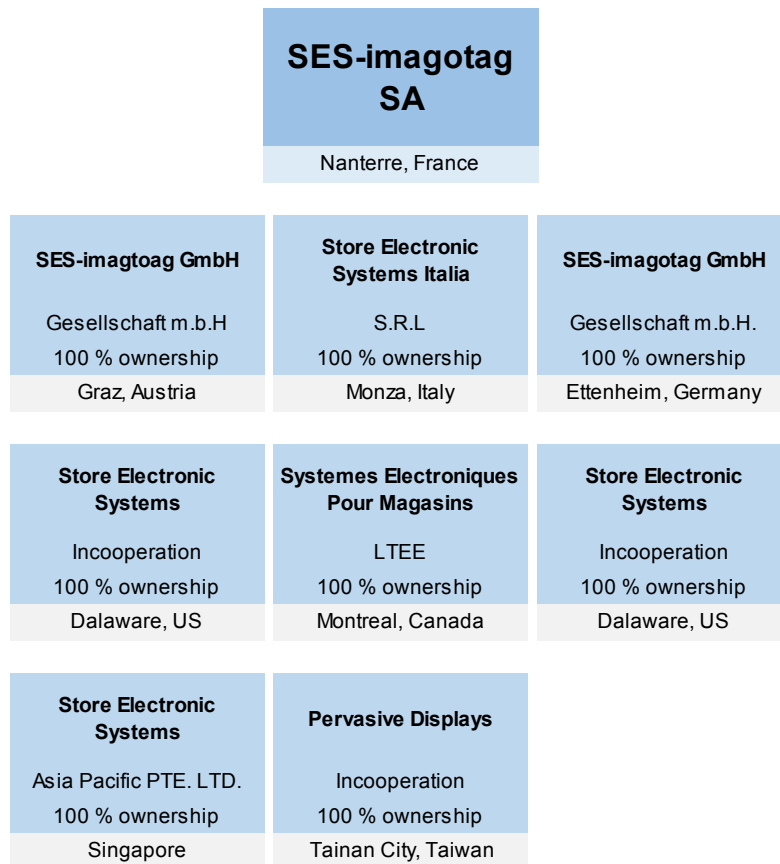 SES-imagotag
SA
Nanterre, France
SES-imagtoag GmbH
Gesellschaft m.b.H
100 % ownership
Graz, Austria
Store Electronic
Systems Italia
S.R.L
100 % ownership
Monza, Italy
SES-imagotag GmbH
Gesellschaft m.b.H.
100 % ownership
Ettenheim, Germany
Store Electronic
Systems
Incooperation
100 % ownership
Dalaware, US
Systemes Electroniques
Pour Magasins
LTEE
100 % ownership
Montreal, Canada
Store Electronic
Systems
Incooperation
100 % ownership
Dalaware, US
Store Electronic
Systems
Asia Pacific PTE. LTD.
100 % ownership
Singapore
Pervasive Displays
Incooperation
100 % ownership
Tainan City, Taiwan